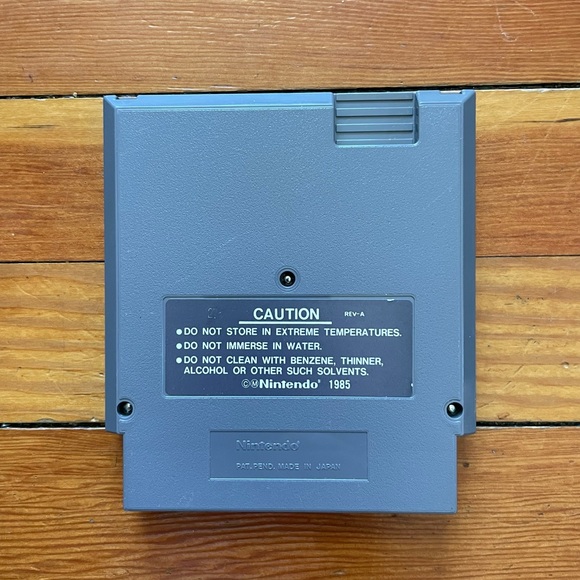 CAUTION REV-A
•DO NOT STORE IN EXTREME TEMPERATURES.
•DO NOT IMMERSE IN WATER.
•DO NOT CLEAN WITH BENZENE, THINNER,
ALCOHOL OR OTHER SUCH SOLVENTS.
©ⓂNintendo® 1985
Nintendo®
PAT. PEND. MADE IN JAPAN